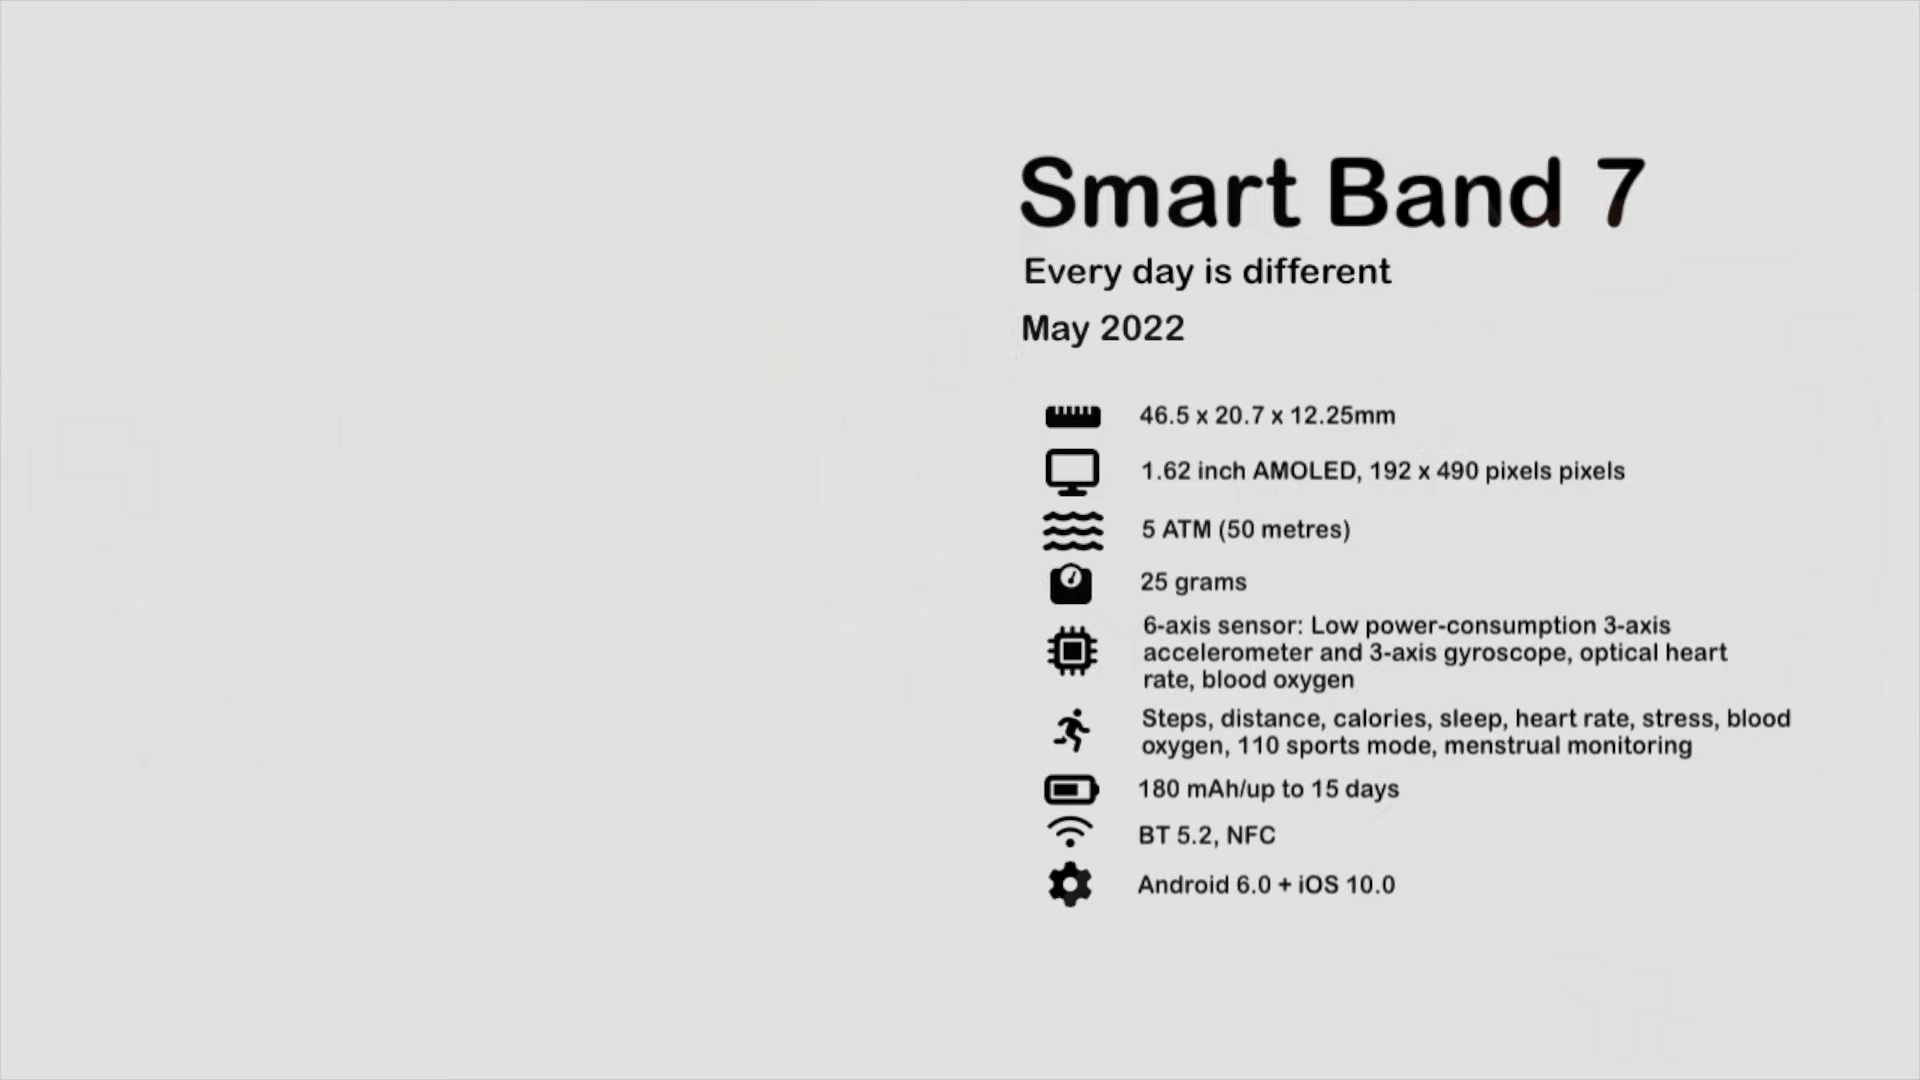 Smart Band 7
Every day is different
May 2022
46.5 x 20.7 x 12.25mm
1.62 inch AMOLED, 192 x 490 pixels pixels
5 ATM (50 metres)
25 grams
6-axis sensor: Low power-consumption 3-axis
accelerometer and 3-axis gyroscope, optical heart
rate, blood oxygen
Steps, distance, calories, sleep, heart rate, stress, blood
oxygen, 110 sports mode, menstrual monitoring
180 mAh/up to 15 days
BT 5.2, NFC
Android 6.0 + iOS 10.0